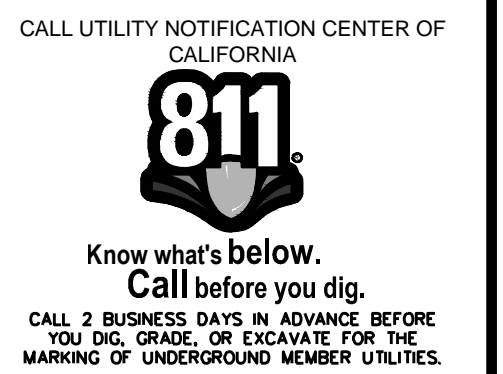 CALL UTILITY NOTIFICATION CENTER OF
CALIFORNIA
811
Know what's below.
Call before you dig.
CALL 2 BUSINESS DAYS IN ADVANCE BEFORE
YOU DIG, GRADE, OR EXCAVATE FOR THE
MARKING OF UNDERGROUND MEMBER UTILITIES.